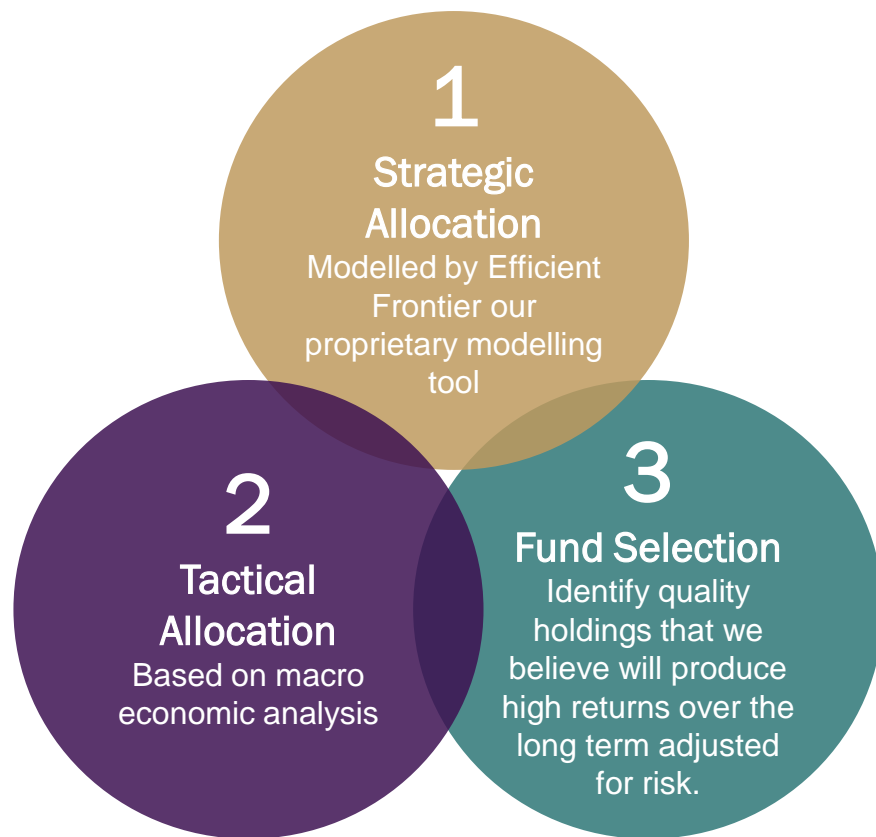 1
Strategic
Allocation
Modelled by Efficient
Frontier our
proprietary modelling
tool
2
Tactical
Allocation
Based on macro
economic analysis
3
Fund Selection
Identify quality
holdings that we
believe will produce
high returns over the
long term adjusted
for risk.